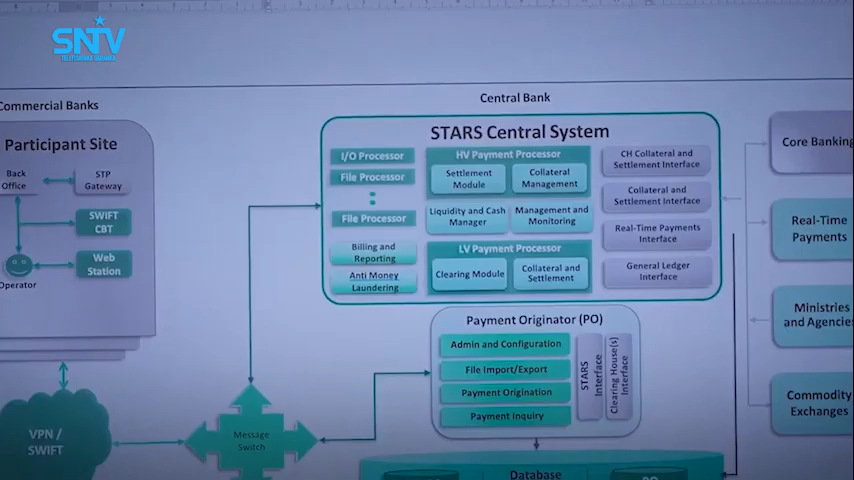 SNTV
Commercial Banks
Central Bank
Participant Site
Back
Office
STP
Gateway
SWIFT
CBT
Web
Station
Operator
VPN /
SWIFT
Message
Switch
STARS Central System
I/O Processor
File Processor
File Processor
Billing and
Reporting
Anti Money
Laundering
HV Payment Processor
Settlement
Module
Collateral
Management
Liquidity and Cash
Manager
Management and
Monitoring
LV Payment Processor
Clearing Module
Collateral and
Settlement
CH Collateral and
Settlement Interface
Collateral and
Settlement Interface
Real-Time Payments
Interface
General Ledger
Interface
Payment Originator (PO)
Admin and Configuration
File Import/Export
Payment Origination
Payment Inquiry
STARS
Interface
Clearing House(s)
Interface
Database
Core Banking
Real-Time
Payments
Ministries
and Agencies
Commodity
Exchanges